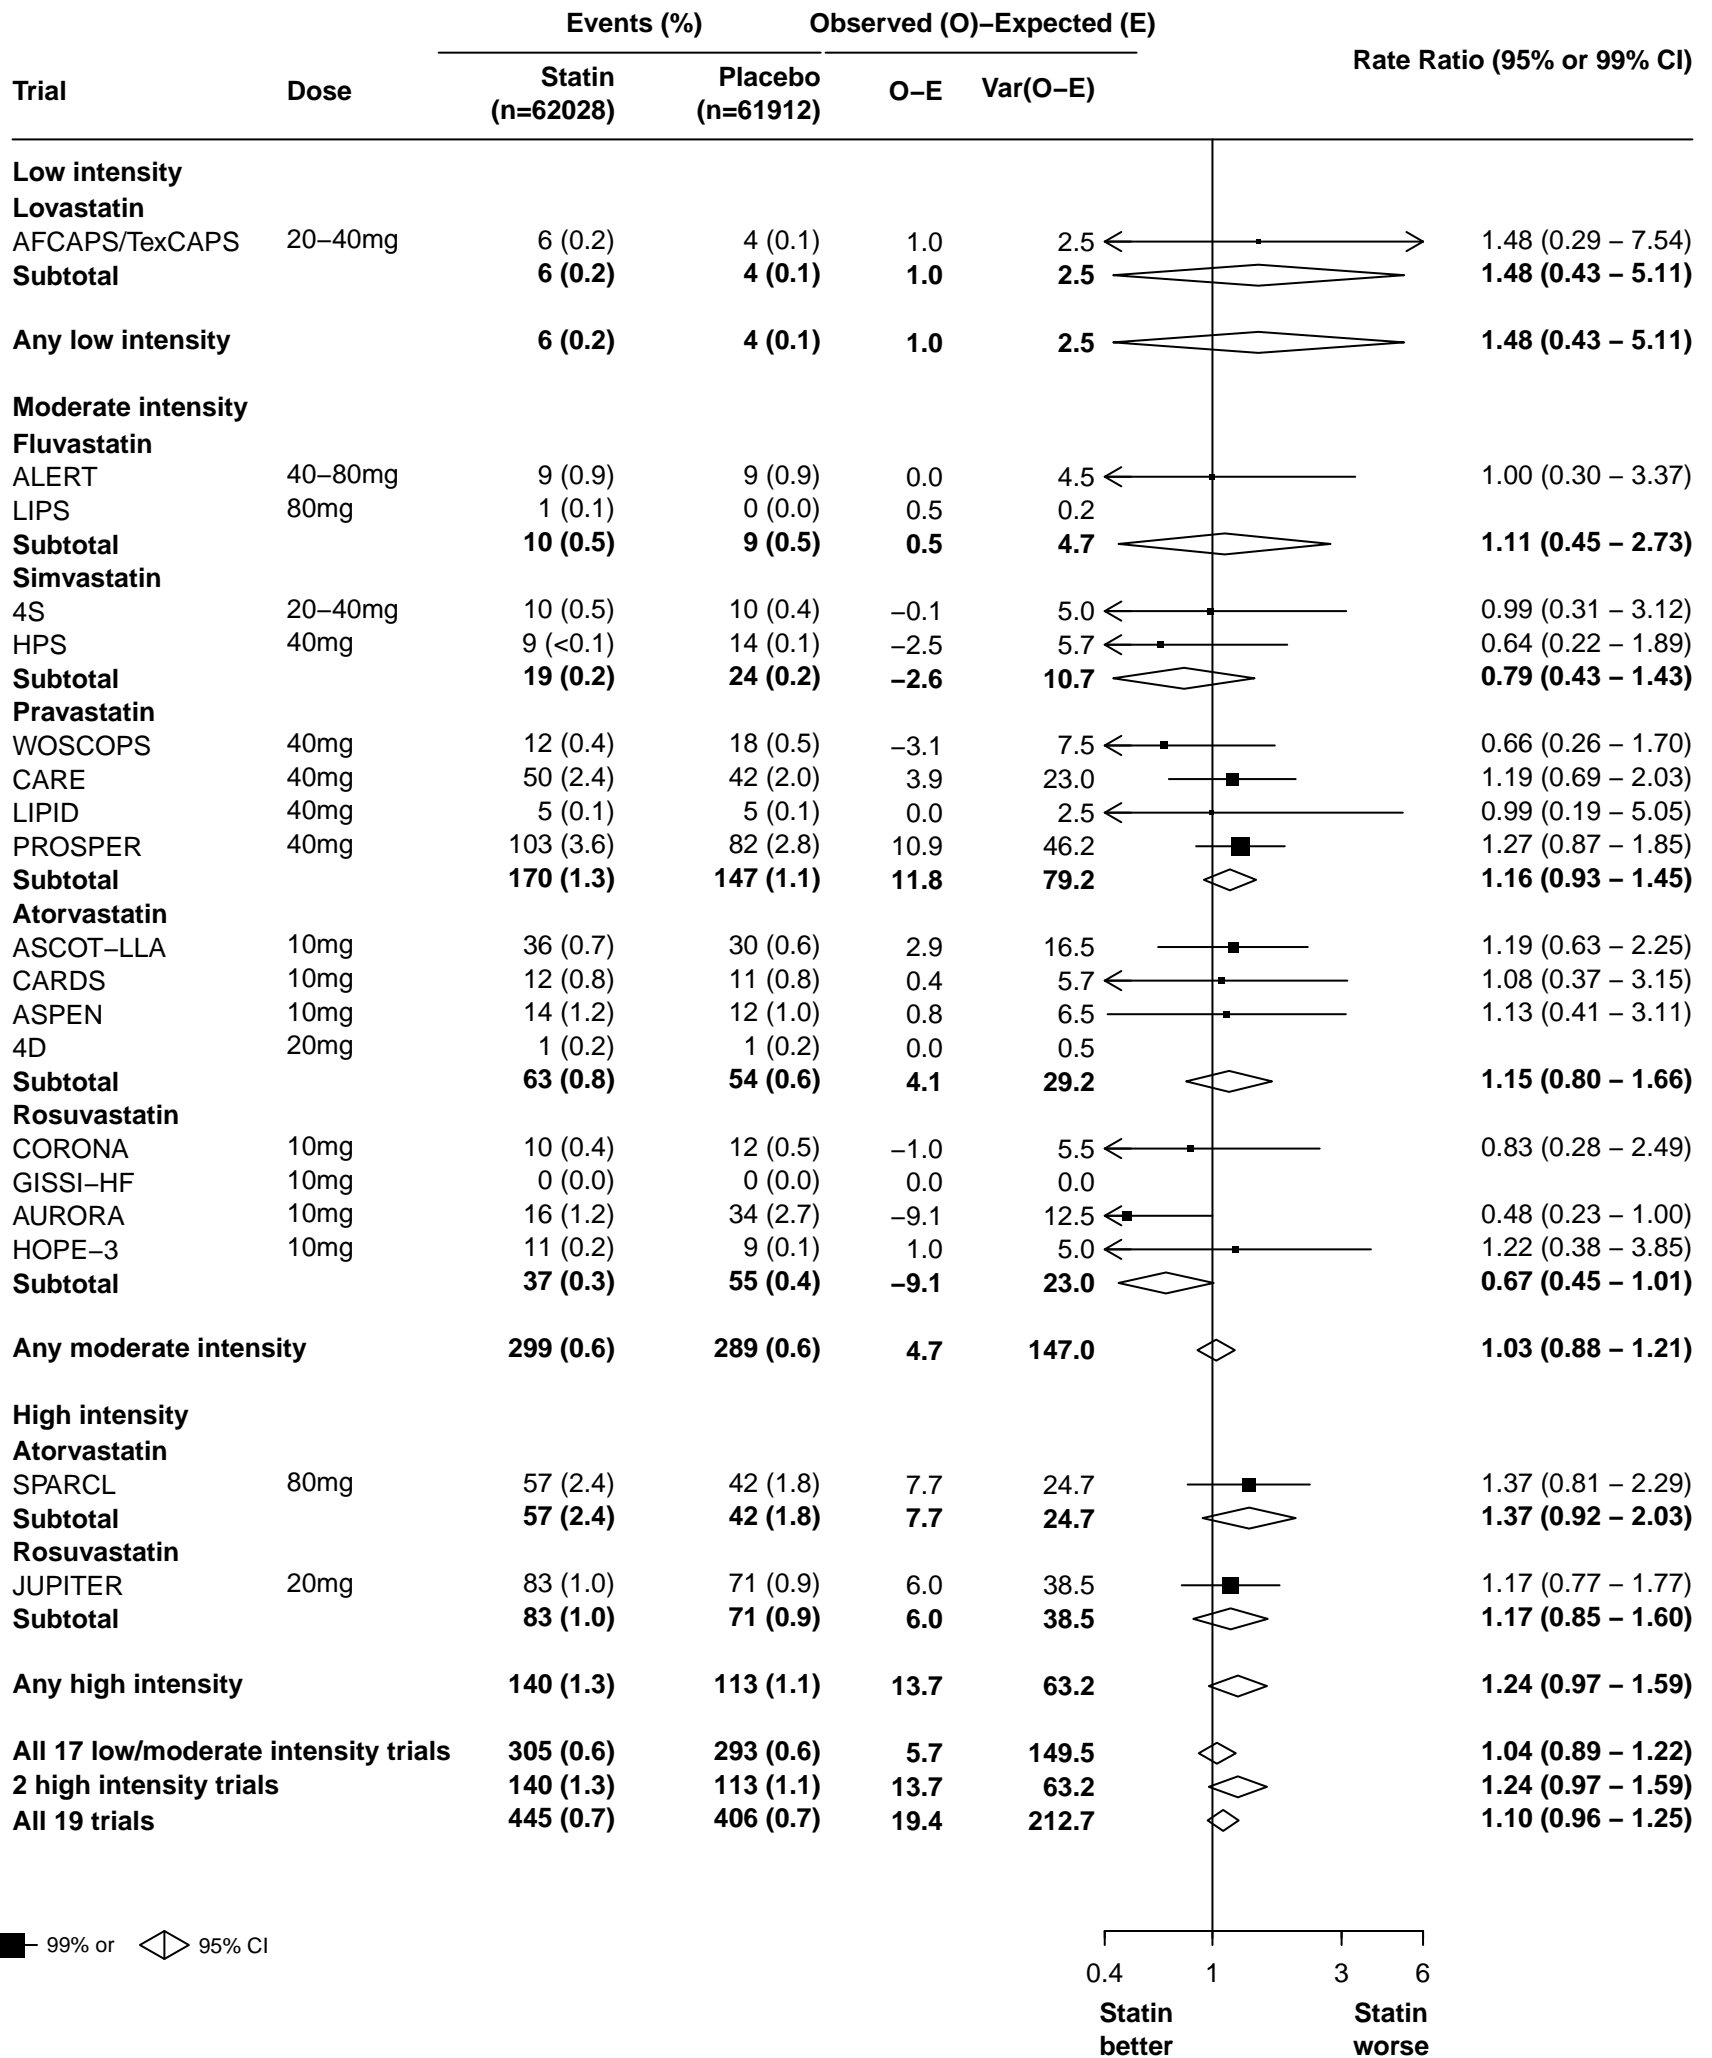 Events (%) Observed (O)–Expected (E)
Rate Ratio (95% or 99% CI)
Trial Dose Statin (n=62028) Placebo (n=61912) O–E Var(O–E)
Low intensity
Lovastatin
AFCAPS/TexCAPS 20–40mg 6 (0.2) 4 (0.1) 1.0 2.5 1.48 (0.29 – 7.54)
Subtotal 6 (0.2) 4 (0.1) 1.0 2.5 1.48 (0.43 – 5.11)
Any low intensity 6 (0.2) 4 (0.1) 1.0 2.5 1.48 (0.43 – 5.11)
Moderate intensity
Fluvastatin
ALERT 40–80mg 9 (0.9) 9 (0.9) 0.0 4.5 1.00 (0.30 – 3.37)
LIPS 80mg 1 (0.1) 0 (0.0) 0.5 0.2
Subtotal 10 (0.5) 9 (0.5) 0.5 4.7 1.11 (0.45 – 2.73)
Simvastatin
4S 20–40mg 10 (0.5) 10 (0.4) –0.1 5.0 0.99 (0.31 – 3.12)
HPS 40mg 9 (<0.1) 14 (0.1) –2.5 5.7 0.64 (0.22 – 1.89)
Subtotal 19 (0.2) 24 (0.2) –2.6 10.7 0.79 (0.43 – 1.43)
Pravastatin
WOSCOPS 40mg 12 (0.4) 18 (0.5) –3.1 7.5 0.66 (0.26 – 1.70)
CARE 40mg 50 (2.4) 42 (2.0) 3.9 23.0 1.19 (0.69 – 2.03)
LIPID 40mg 5 (0.1) 5 (0.1) 0.0 2.5 0.99 (0.19 – 5.05)
PROSPER 40mg 103 (3.6) 82 (2.8) 10.9 46.2 1.27 (0.87 – 1.85)
Subtotal 170 (1.3) 147 (1.1) 11.8 79.2 1.16 (0.93 – 1.45)
Atorvastatin
ASCOT–LLA 10mg 36 (0.7) 30 (0.6) 2.9 16.5 1.19 (0.63 – 2.25)
CARDS 10mg 12 (0.8) 11 (0.8) 0.4 5.7 1.08 (0.37 – 3.15)
ASPEN 10mg 14 (1.2) 12 (1.0) 0.8 6.5 1.13 (0.41 – 3.11)
4D 20mg 1 (0.2) 1 (0.2) 0.0 0.5
Subtotal 63 (0.8) 54 (0.6) 4.1 29.2 1.15 (0.80 – 1.66)
Rosuvastatin
CORONA 10mg 10 (0.4) 12 (0.5) –1.0 5.5 0.83 (0.28 – 2.49)
GISSI–HF 10mg 0 (0.0) 0 (0.0) 0.0 0.0
AURORA 10mg 16 (1.2) 34 (2.7) –9.1 12.5 0.48 (0.23 – 1.00)
HOPE–3 10mg 11 (0.2) 9 (0.1) 1.0 5.0 1.22 (0.38 – 3.85)
Subtotal 37 (0.3) 55 (0.4) –9.1 23.0 0.67 (0.45 – 1.01)
Any moderate intensity 299 (0.6) 289 (0.6) 4.7 147.0 1.03 (0.88 – 1.21)
High intensity
Atorvastatin
SPARCL 80mg 57 (2.4) 42 (1.8) 7.7 24.7 1.37 (0.81 – 2.29)
Subtotal 57 (2.4) 42 (1.8) 7.7 24.7 1.37 (0.92 – 2.03)
Rosuvastatin
JUPITER 20mg 83 (1.0) 71 (0.9) 6.0 38.5 1.17 (0.77 – 1.77)
Subtotal 83 (1.0) 71 (0.9) 6.0 38.5 1.17 (0.85 – 1.60)
Any high intensity 140 (1.3) 113 (1.1) 13.7 63.2 1.24 (0.97 – 1.59)
All 17 low/moderate intensity trials 305 (0.6) 293 (0.6) 5.7 149.5 1.04 (0.89 – 1.22)
2 high intensity trials 140 (1.3) 113 (1.1) 13.7 63.2 1.24 (0.97 – 1.59)
All 19 trials 445 (0.7) 406 (0.7) 19.4 212.7 1.10 (0.96 – 1.25)
99% or 95% CI
0.4 1 3 6
Statin better Statin worse